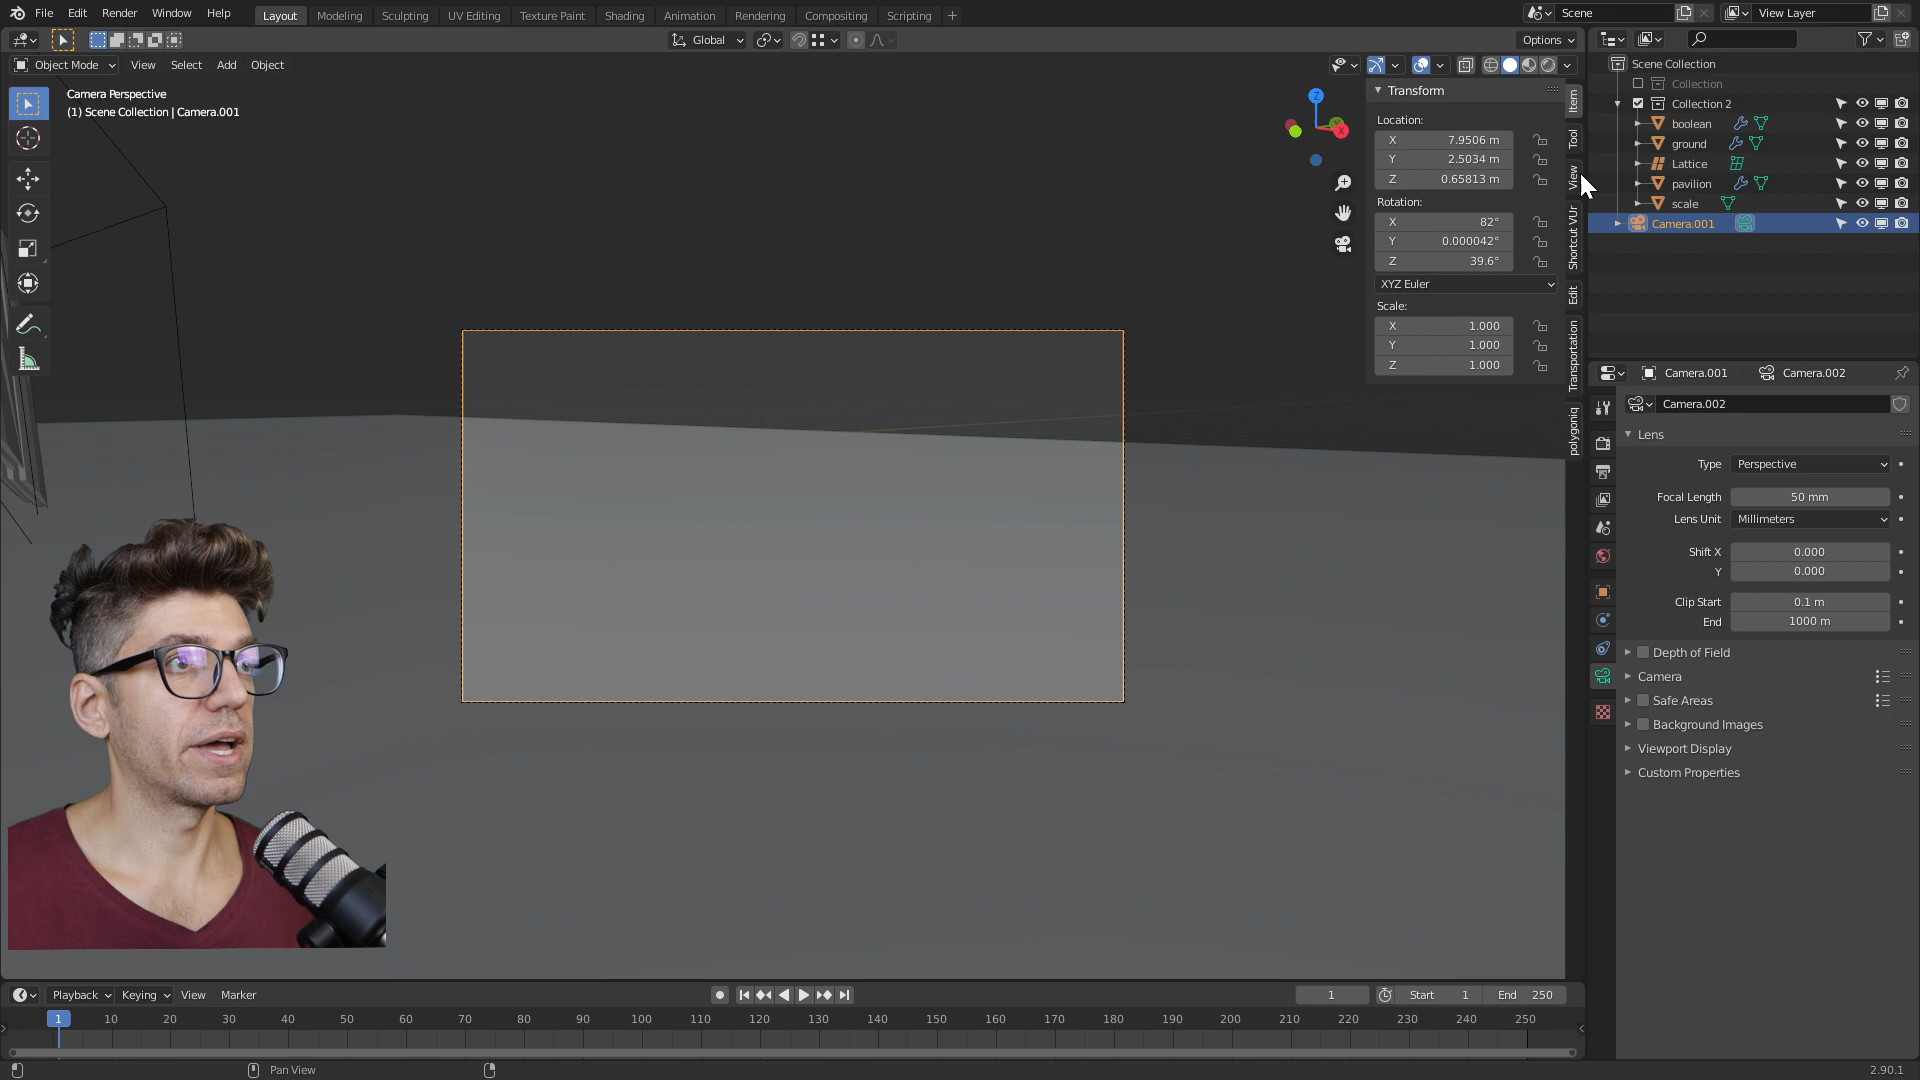 File Edit Render Window Help Layout Modeling Sculpting UV Editing Texture Paint Shading Animation Rendering Compositing Scripting + Scene View Layer
Global Options
Object Mode View Select Add Object
Camera Perspective
(1) Scene Collection | Camera.001
Transform
Location:
X 7.9506 m
Y 2.5034 m
Z 0.65813 m
Rotation:
X 82°
Y 0.000042°
Z 39.6°
XYZ Euler
Scale:
X 1.000
Y 1.000
Z 1.000
Item
Tool
View
Shortcut VUr
Edit
Transportation
polygoniq
Z
X
Scene Collection
Collection
Collection 2
boolean
ground
Lattice
pavilion
scale
Camera.001
Camera.001 Camera.002
Camera.002
Lens
Type Perspective
Focal Length 50 mm
Lens Unit Millimeters
Shift X 0.000
Y 0.000
Clip Start 0.1 m
End 1000 m
Depth of Field
Camera
Safe Areas
Background Images
Viewport Display
Custom Properties
Playback Keying View Marker 1 Start 1 End 250
1 10 20 30 40 50 60 70 80 90 100 110 120 130 140 150 160 170 180 190 200 210 220 230 240 250
Pan View 2.90.1